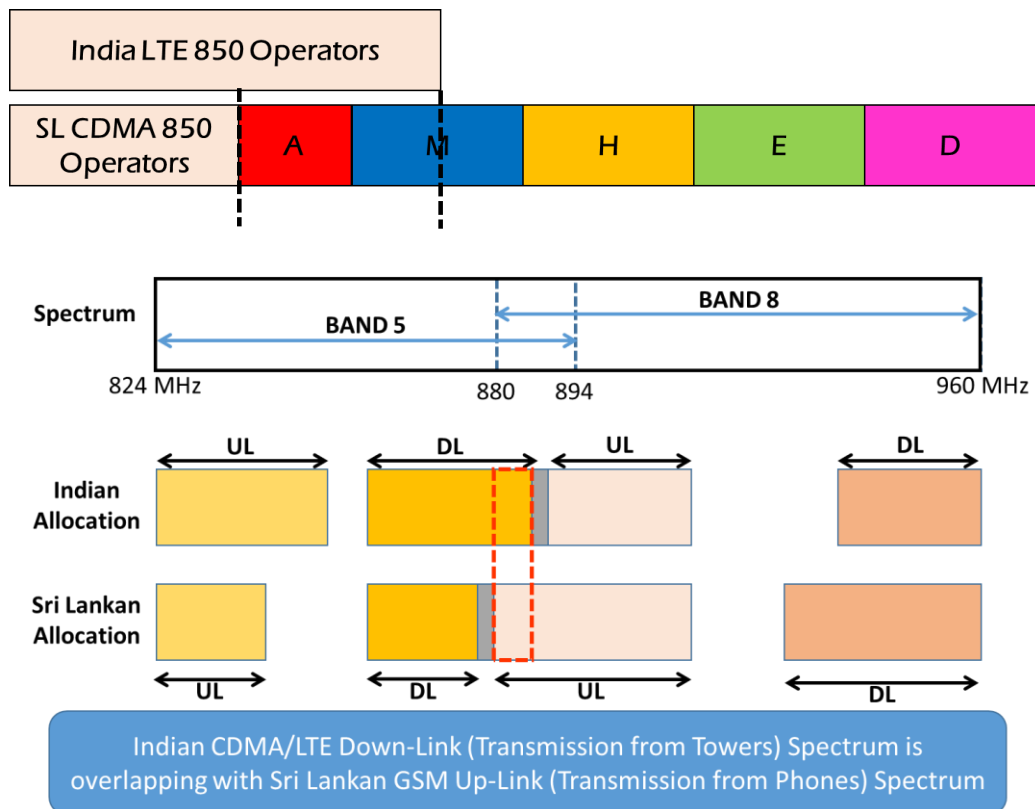 India LTE 850 Operators
SL CDMA 850
Operators
A
M
H
E
D
Spectrum
BAND 5
BAND 8
824 MHz
880
894
960 MHz
UL
DL
UL
DL
Indian
Allocation
Sri Lankan
Allocation
UL
DL
UL
DL
Indian CDMA/LTE Down-Link (Transmission from Towers) Spectrum is
overlapping with Sri Lankan GSM Up-Link (Transmission from Phones) Spectrum